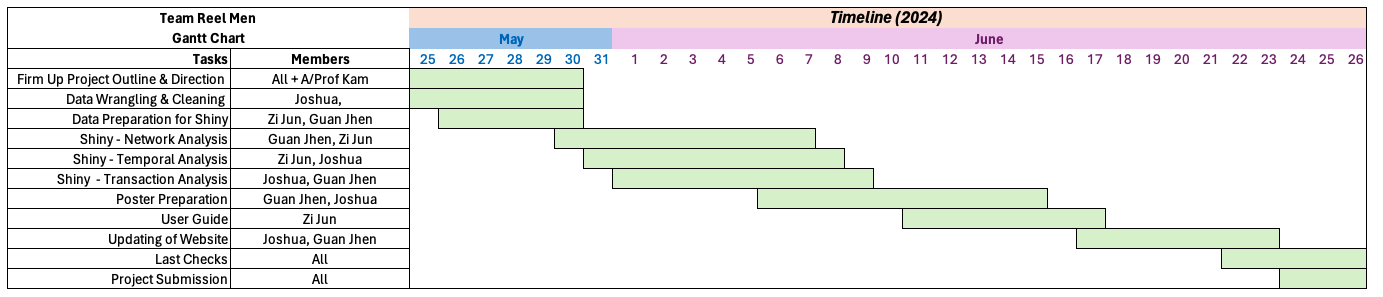 Team Reel Men Timeline (2024)
Gantt Chart May June
Tasks Members 25 26 27 28 29 30 31 1 2 3 4 5 6 7 8 9 10 11 12 13 14 15 16 17 18 19 20 21 22 23 24 25 26
Firm Up Project Outline & Direction All + A/Prof Kam
Data Wrangling & Cleaning Joshua,
Data Preparation for Shiny Zi Jun, Guan Jhen
Shiny - Network Analysis Guan Jhen, Zi Jun
Shiny - Temporal Analysis Zi Jun, Joshua
Shiny - Transaction Analysis Joshua, Guan Jhen
Poster Preparation Guan Jhen, Joshua
User Guide Zi Jun
Updating of Website Joshua, Guan Jhen
Last Checks All
Project Submission All